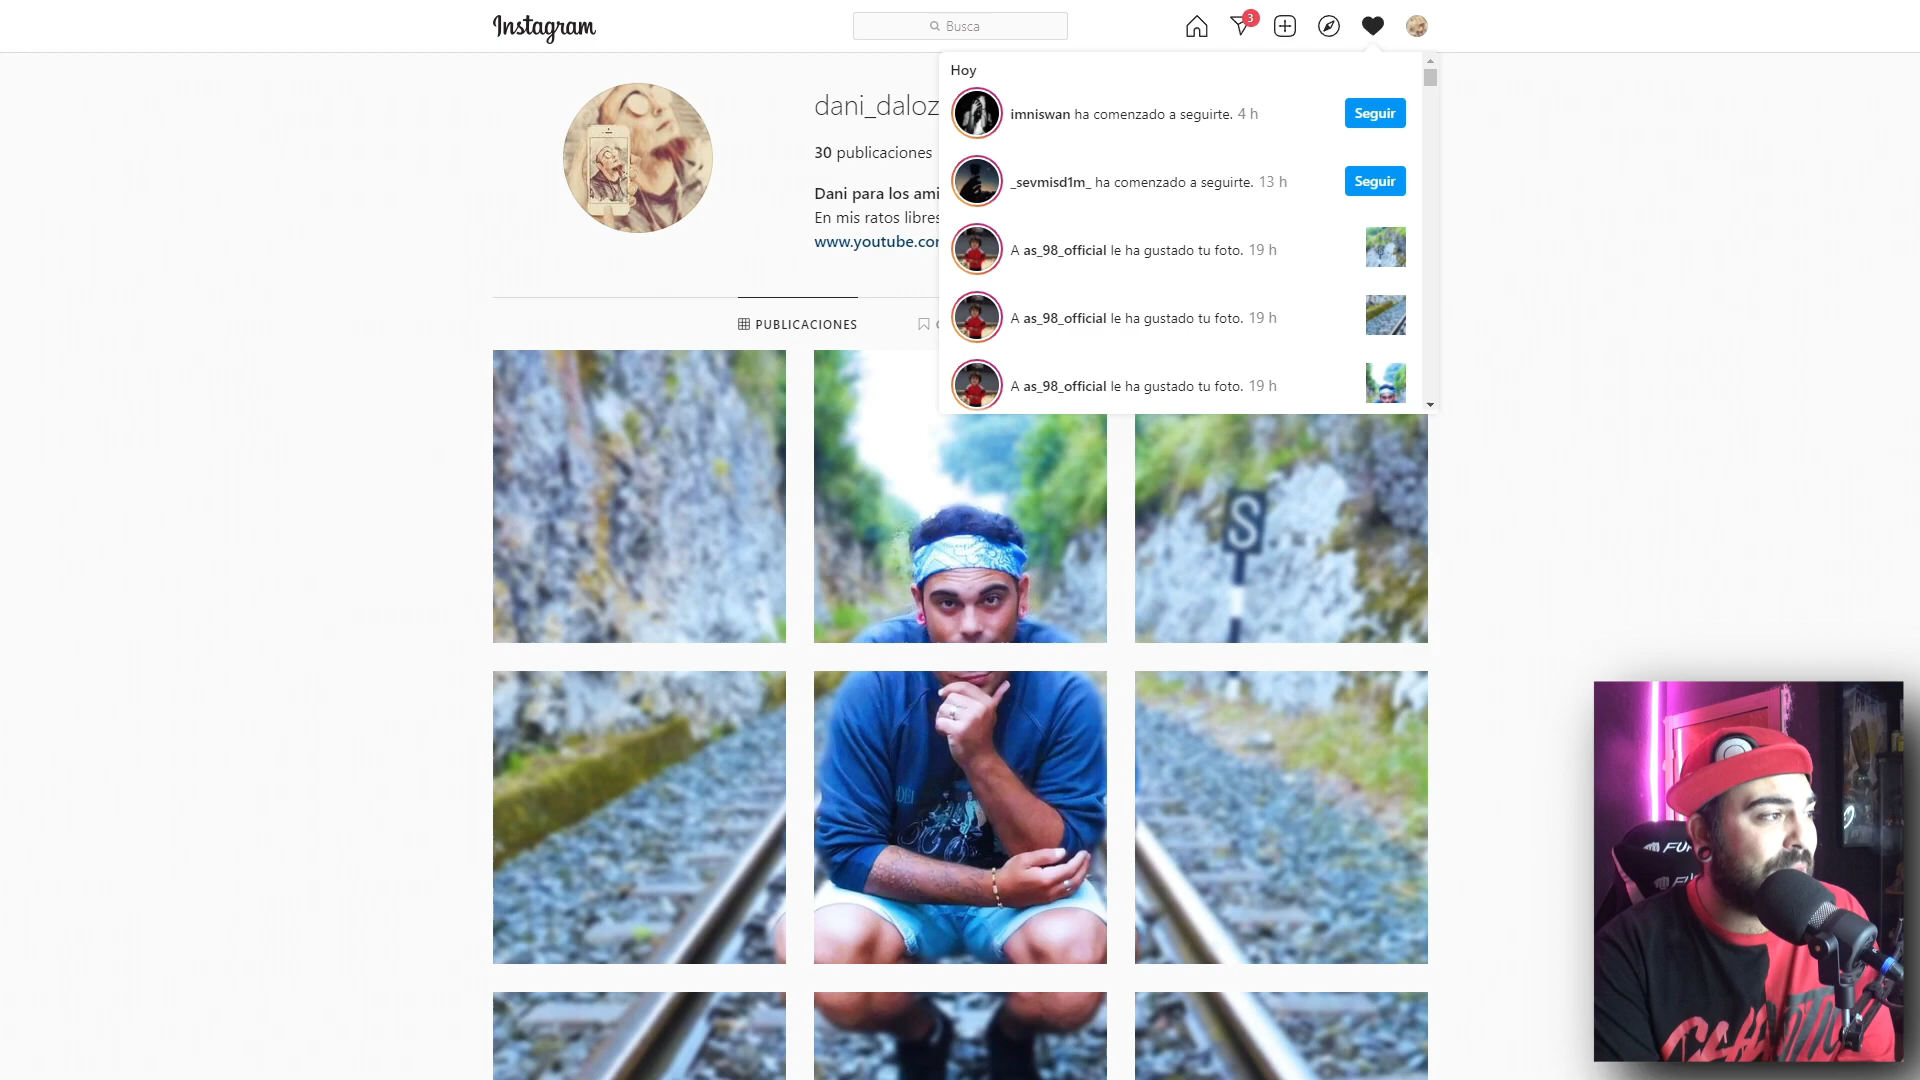 Instagram
Busca
3
dani_daloz
30 publicaciones
Dani para los ami
En mis ratos libres
www.youtube.cor
PUBLICACIONES
Hoy
imniswan ha comenzado a seguirte. 4 h
Seguir
_sevmisd1m_ ha comenzado a seguirte. 13 h
Seguir
A as_98_official le ha gustado tu foto. 19 h
A as_98_official le ha gustado tu foto. 19 h
A as_98_official le ha gustado tu foto. 19 h
S